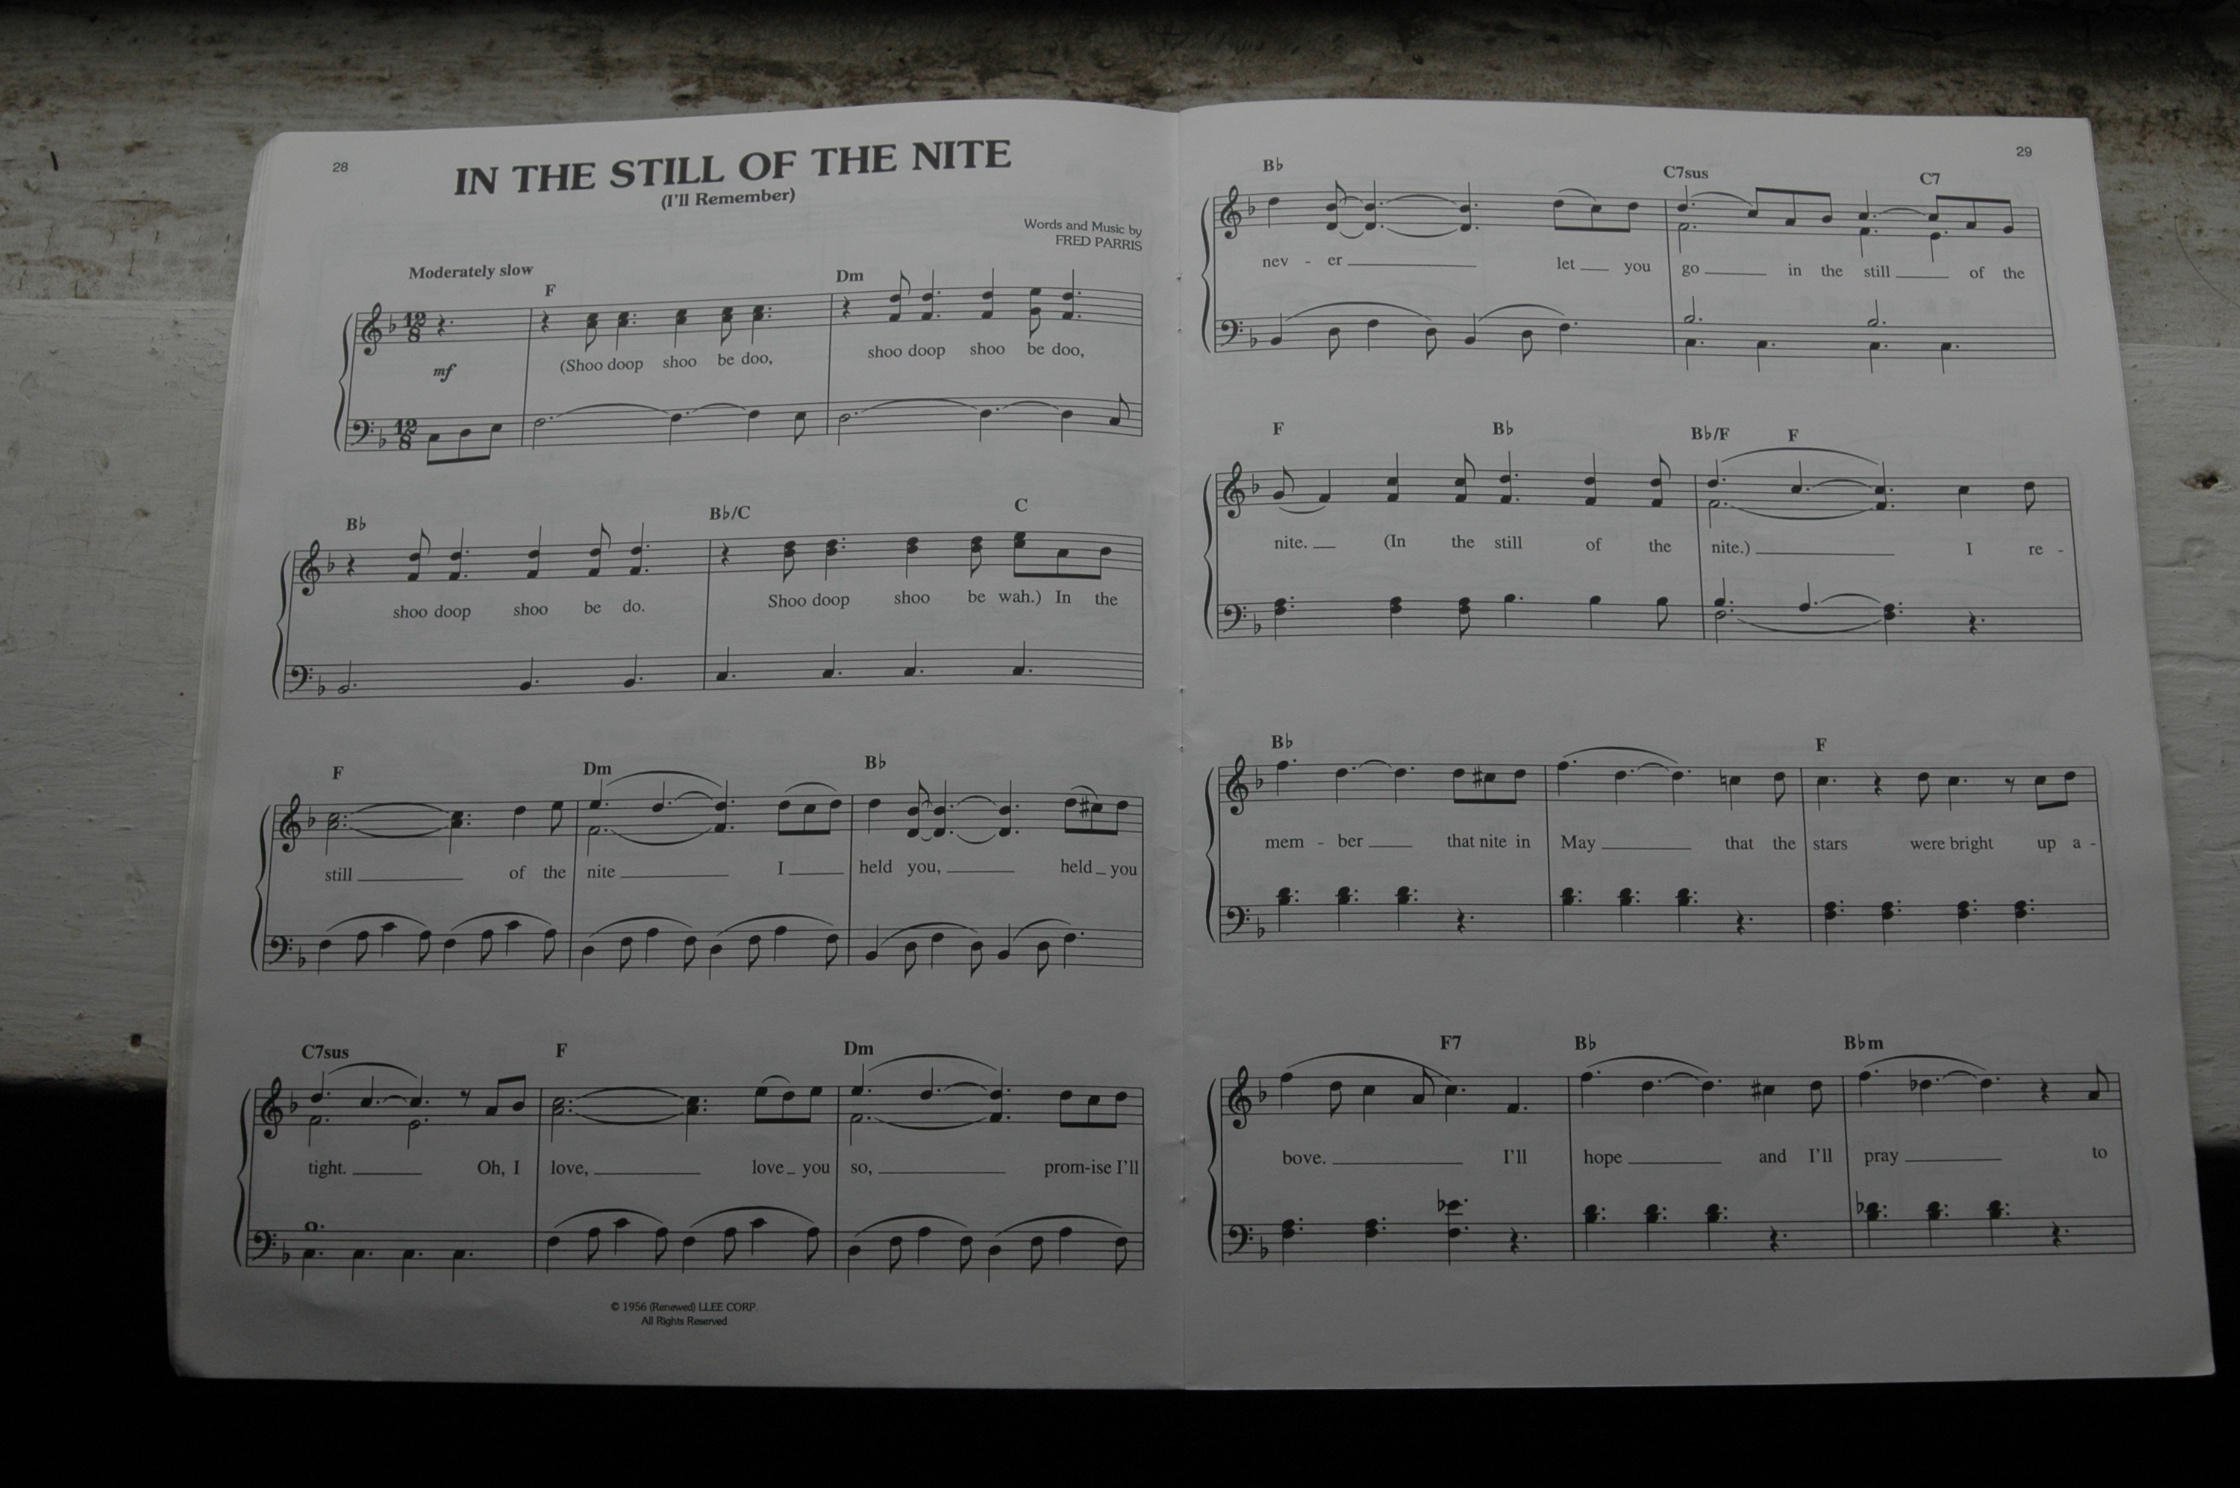 28
IN THE STILL OF THE NITE
(I'll Remember)
Words and Music by
FRED PARRIS
Moderately slow
F Dm
12 8
mf
(Shoo doop shoo be doo, shoo doop shoo be doo,
12 8
Bb Bb/C C
shoo doop shoo be do. Shoo doop shoo be wah.) In the
F Dm Bb
still of the nite I held you, held you
C7sus F Dm
tight. Oh, I love, love you so, prom-ise I'll
© 1956 (Renewed) LLEE CORP.
All Rights Reserved
29
B♭ C7sus C7
nev - er let you go in the still of the
F B♭ B♭/F F
nite. (In the still of the nite.) I re -
B♭ F
mem - ber that nite in May that the stars were bright up a -
F7 B♭ B♭m
bove. I'll hope and I'll pray to